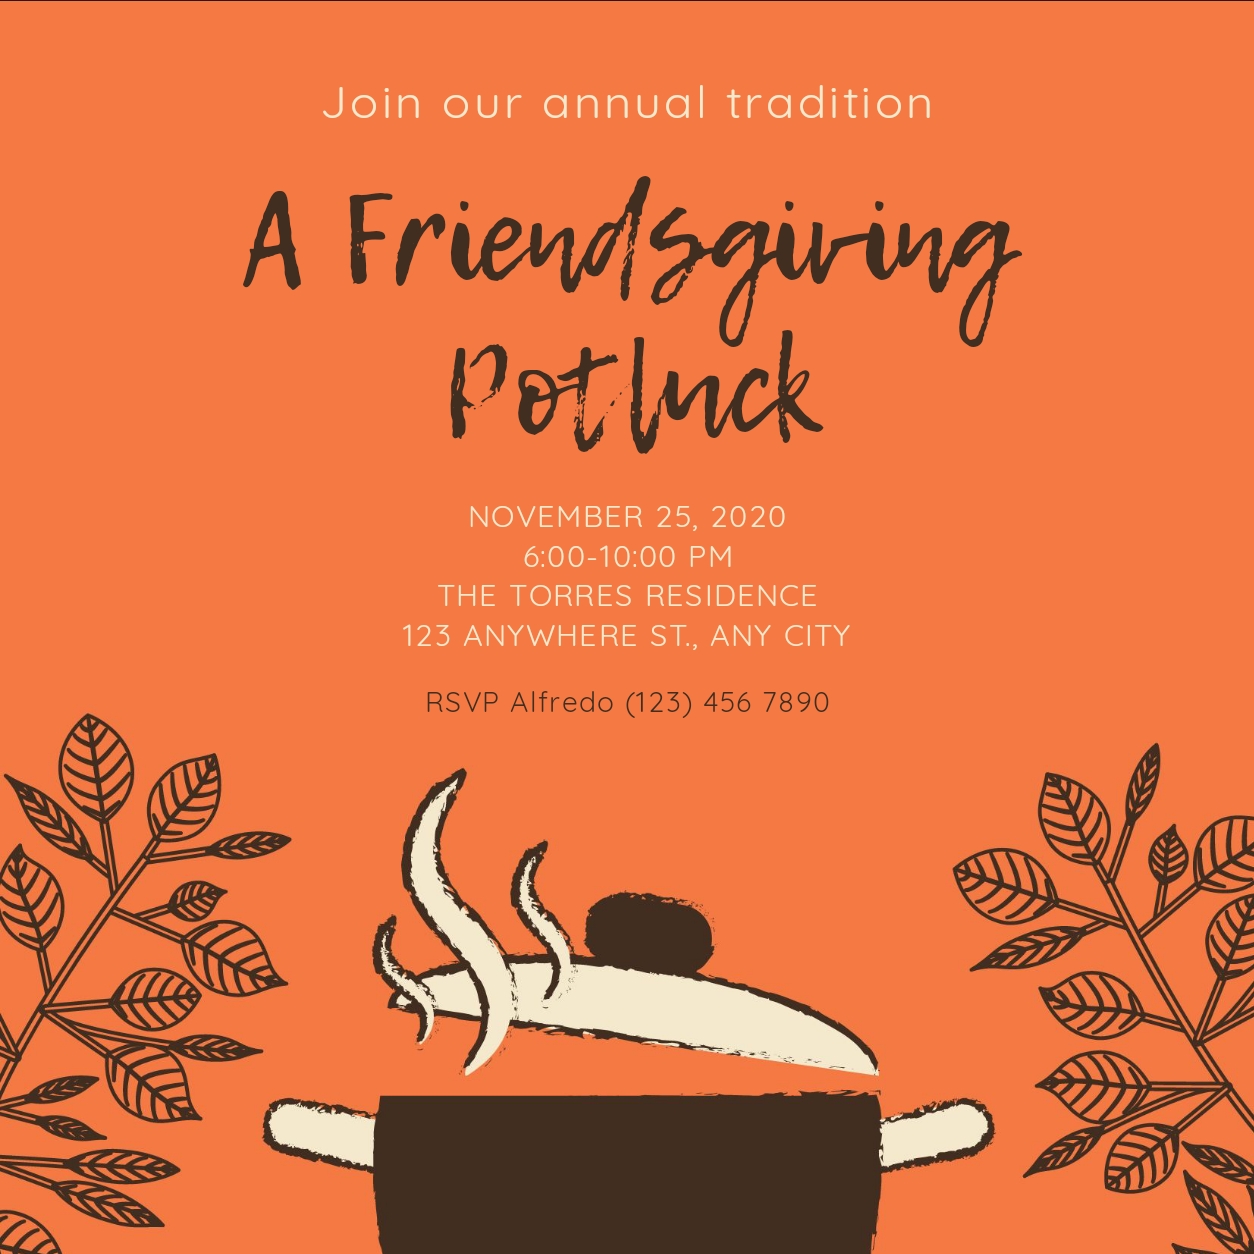 Join our annual tradition
A Friendsgiving
Potluck
NOVEMBER 25, 2020
6:00-10:00 PM
THE TORRES RESIDENCE
123 ANYWHERE ST., ANY CITY
RSVP Alfredo (123) 456 7890